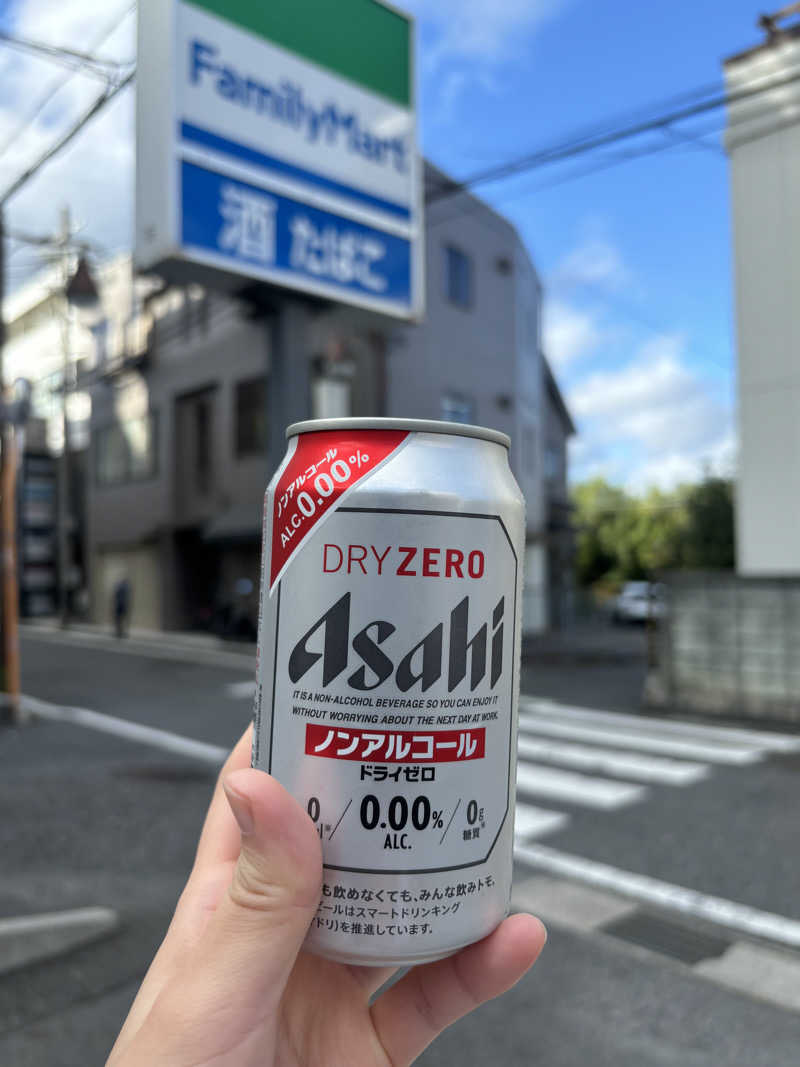 FamilyMart
酒 たばこ
ノンアルコール
ALC.0.00%
DRYZERO
Asahi
IT IS A NON-ALCOHOL BEVERAGE SO YOU CAN ENJOY IT
WITHOUT WORRYING ABOUT THE NEXT DAY AT WORK.
ノンアルコール
ドライゼロ
0 / 0.00% / 0g
ALC. 糖質※
も飲めなくても、みんな飲みトモ。
ビールはスマートドリンキング
ドリ)を推進しています。